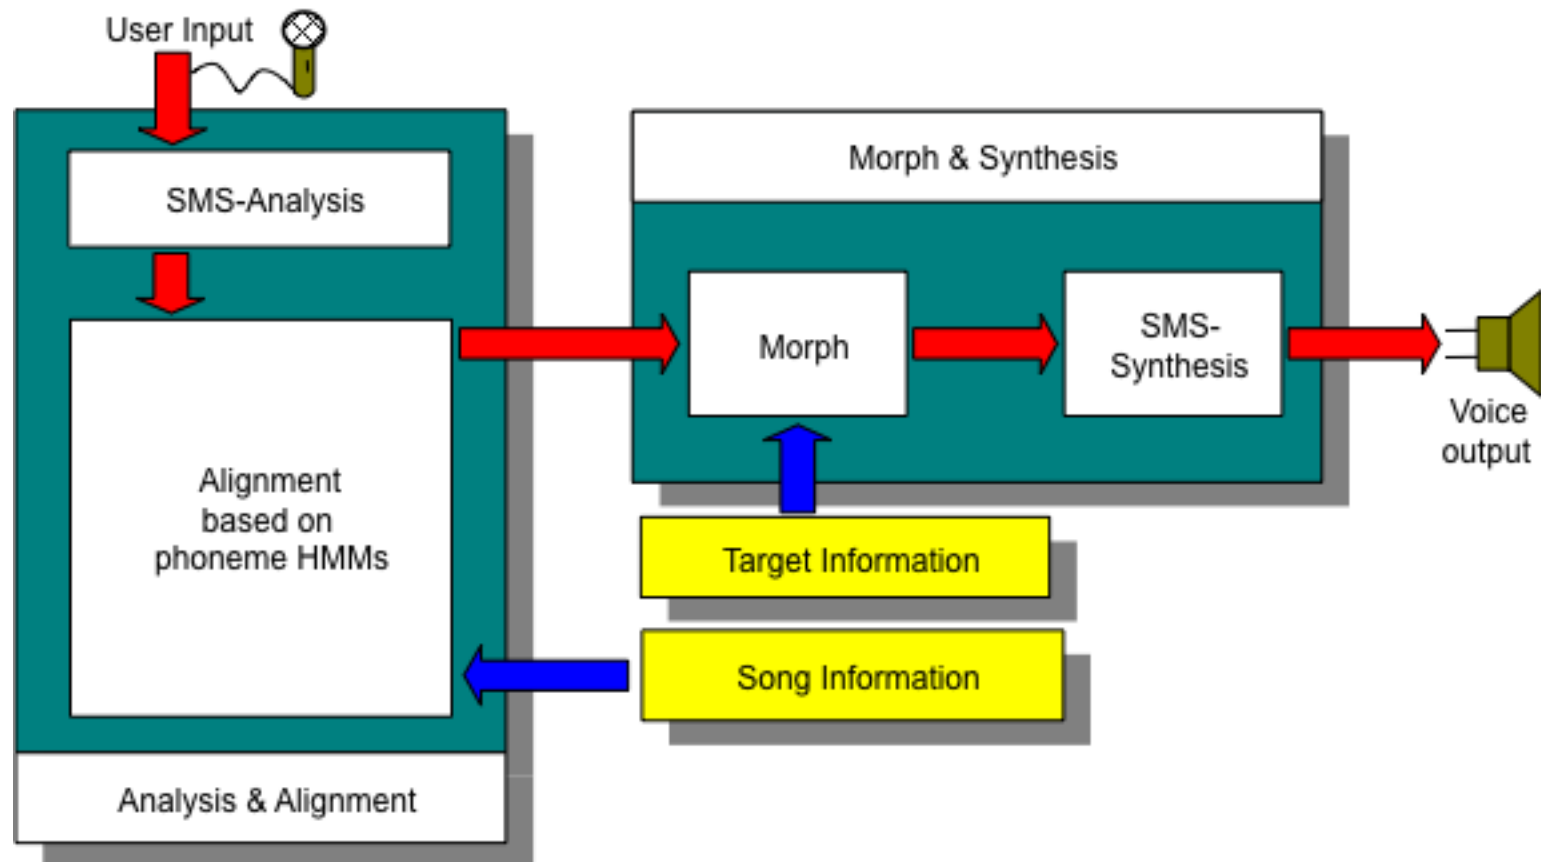 User Input
SMS-Analysis
Alignment
based on
phoneme HMMs
Analysis & Alignment
Morph & Synthesis
Morph
SMS-
Synthesis
Voice
output
Target Information
Song Information